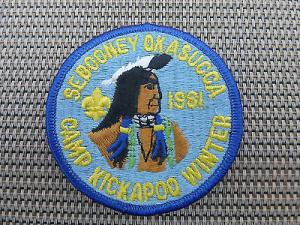 SEBOONEY OKASUCCA
1981
CAMP KICKAPOO WINTER